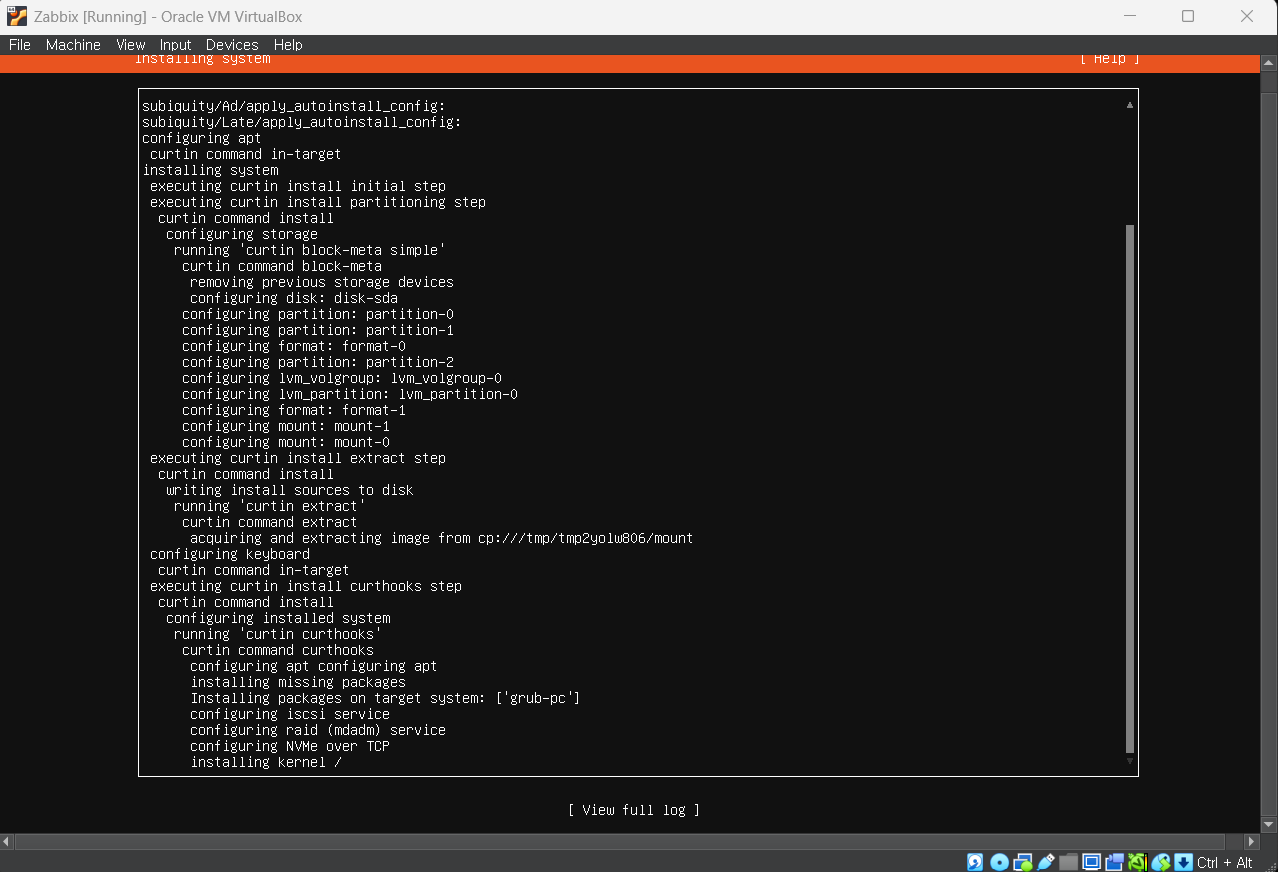 Zabbix [Running] - Oracle VM VirtualBox
File Machine View Input Devices Help
Installing system [ Help ]
subiquity/Ad/apply_autoinstall_config:
subiquity/Late/apply_autoinstall_config:
configuring apt
curtin command in-target
installing system
executing curtin install initial step
executing curtin install partitioning step
curtin command install
configuring storage
running 'curtin block-meta simple'
curtin command block-meta
removing previous storage devices
configuring disk: disk-sda
configuring partition: partition-0
configuring partition: partition-1
configuring format: format-0
configuring partition: partition-2
configuring lvm_volgroup: lvm_volgroup-0
configuring lvm_partition: lvm_partition-0
configuring format: format-1
configuring mount: mount-1
configuring mount: mount-0
executing curtin install extract step
curtin command install
writing install sources to disk
running 'curtin extract'
curtin command extract
acquiring and extracting image from cp:///tmp/tmp2yolw806/mount
configuring keyboard
curtin command in-target
executing curtin install curthooks step
curtin command install
configuring installed system
running 'curtin curthooks'
curtin command curthooks
configuring apt configuring apt
installing missing packages
Installing packages on target system: ['grub-pc']
configuring iscsi service
configuring raid (mdadm) service
configuring NVMe over TCP
installing kernel /
[ View full log ]
Ctrl + Alt